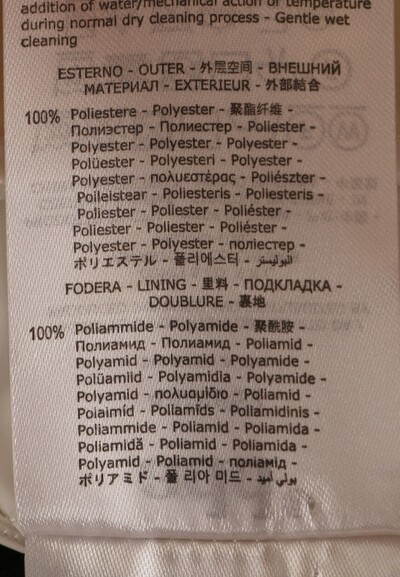 addition of water/mechanical action or temperature
during normal dry cleaning process - Gentle wet
cleaning
ESTERNO - OUTER - 外层空间 - ВНЕШНИЙ
МАТЕРИАЛ - EXTERIEUR - 外部結合
100% Poliestere - Polyester - 聚酯纤维 -
Полиэстер - Полиестер - Poliester -
Polyester - Polyester - Polyester -
Polüester - Polyesteri - Polyester -
Polyester - πολυεστέρας - Poliészter -
Poileistear - Poliesteris - Poliesteris -
Poliester - Poliester - Poliéster -
Poliester - Poliester - Poliéster -
Polyester - Polyester - поліестер -
ポリエステル - 폴리에스터 - البوليستر
FODERA - LINING - 里料 - ПОДКЛАДКА -
DOUBLURE - 裏地
100% Poliammide - Polyamide - 聚酰胺 -
Полиамид - Полиамид - Poliamid -
Polyamid - Polyamid - Polyamide -
Polüamiid - Polyamidia - Polyamide -
Polyamid - πολυαμίδιο - Poliamid -
Polaimíd - Poliamīds - Poliamidinis -
Poliammide - Poliamid - Poliamida -
Poliamidă - Poliamid - Poliamida -
Polyamid - Poliamid - поліамід -
ポリアミド - 폴 리아 미드 - بولي أميد